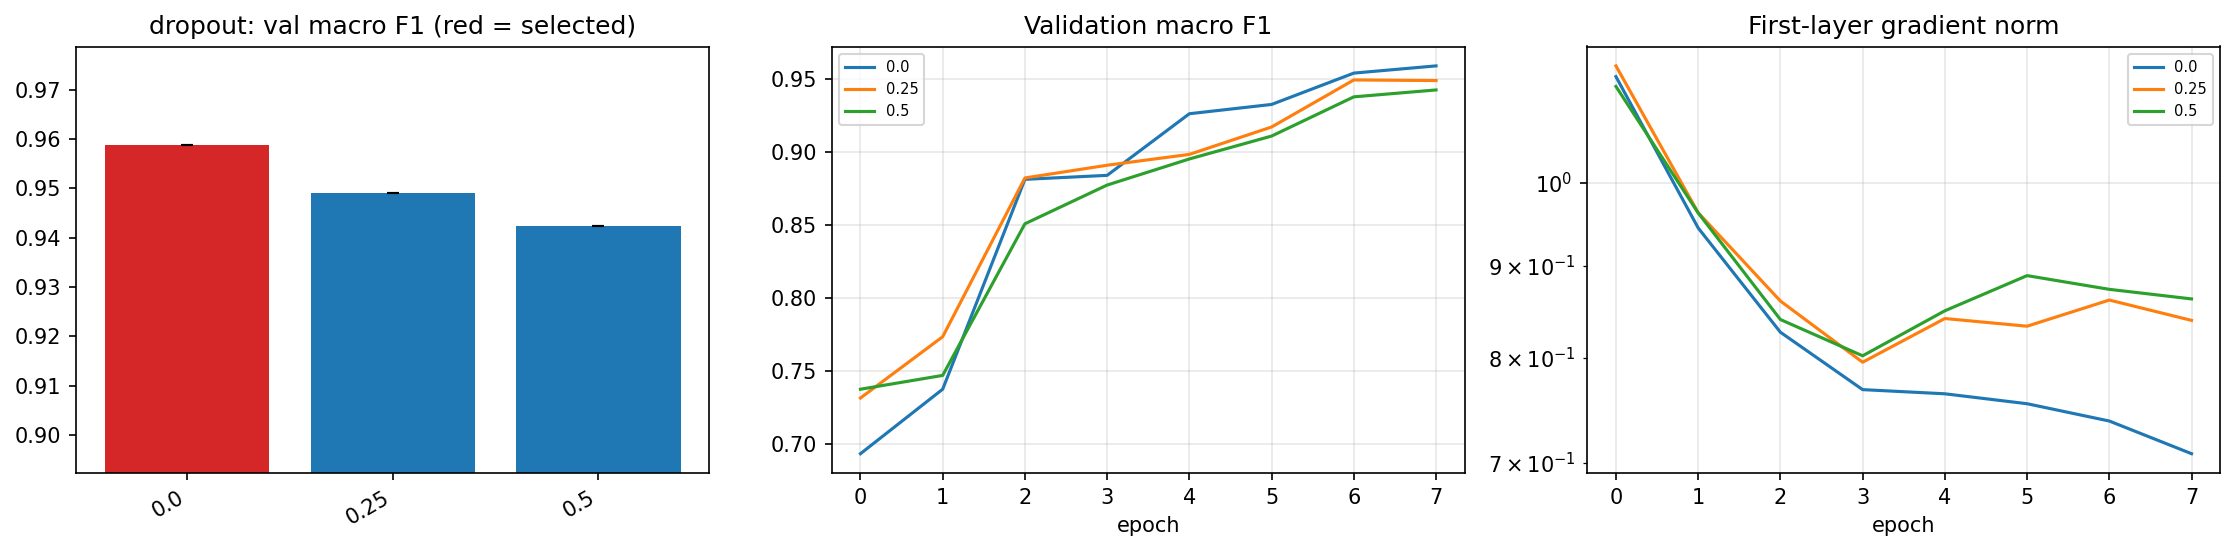 dropout: val macro F1 (red = selected)
0.97
0.96
0.95
0.94
0.93
0.92
0.91
0.90
0.0
0.25
0.5
Validation macro F1
0.0
0.25
0.5
0.95
0.90
0.85
0.80
0.75
0.70
0 1 2 3 4 5 6 7
epoch
First-layer gradient norm
0.0
0.25
0.5
10⁰
9 × 10⁻¹
8 × 10⁻¹
7 × 10⁻¹
0 1 2 3 4 5 6 7
epoch